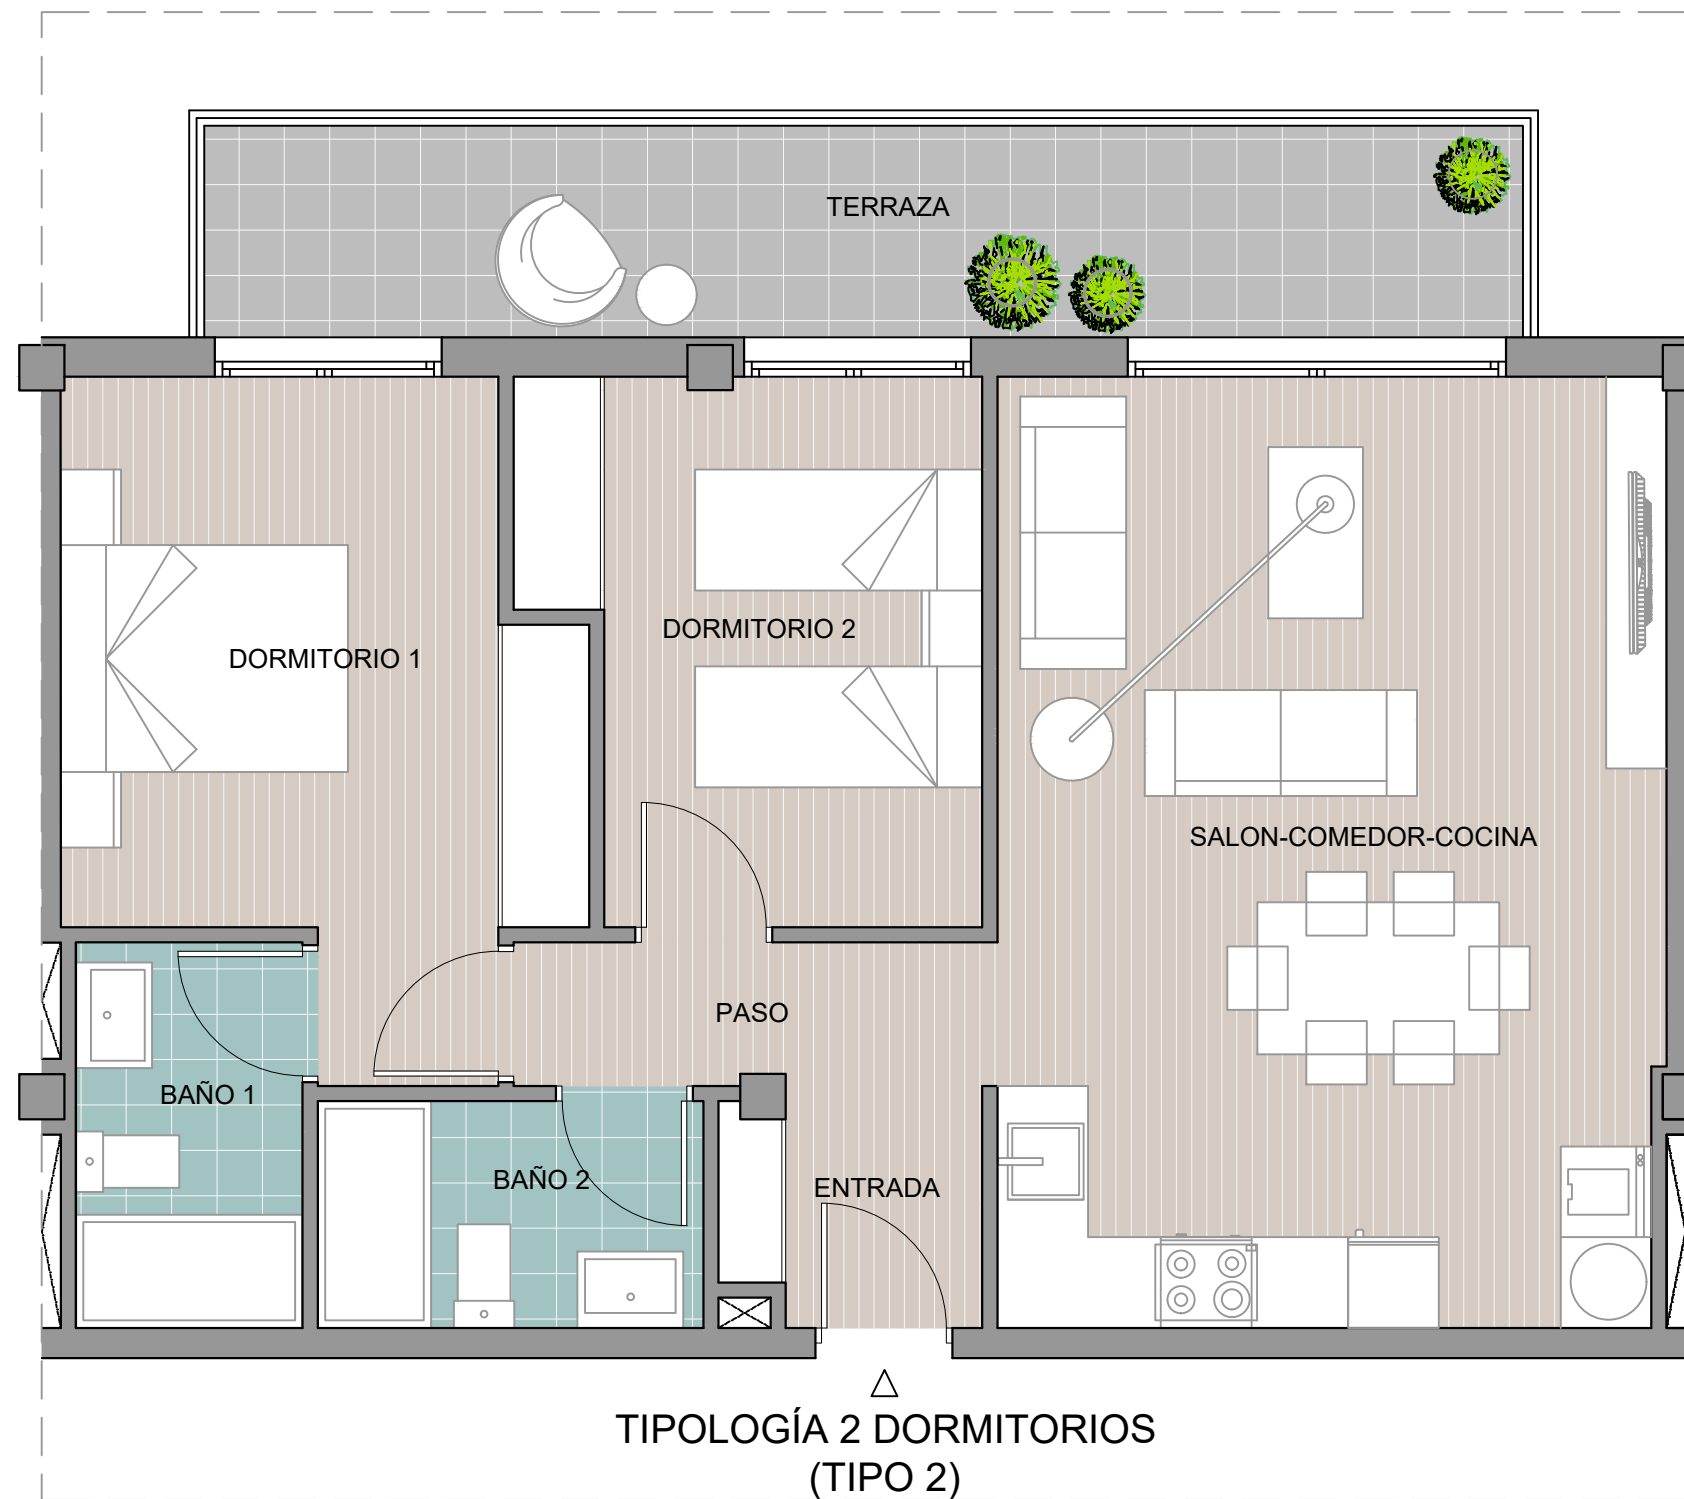 TERRAZA
DORMITORIO 2
DORMITORIO 1
SALON-COMEDOR-COCINA
PASO
BAÑO 1
BAÑO 2
ENTRADA
TIPOLOGÍA 2 DORMITORIOS
(TIPO 2)